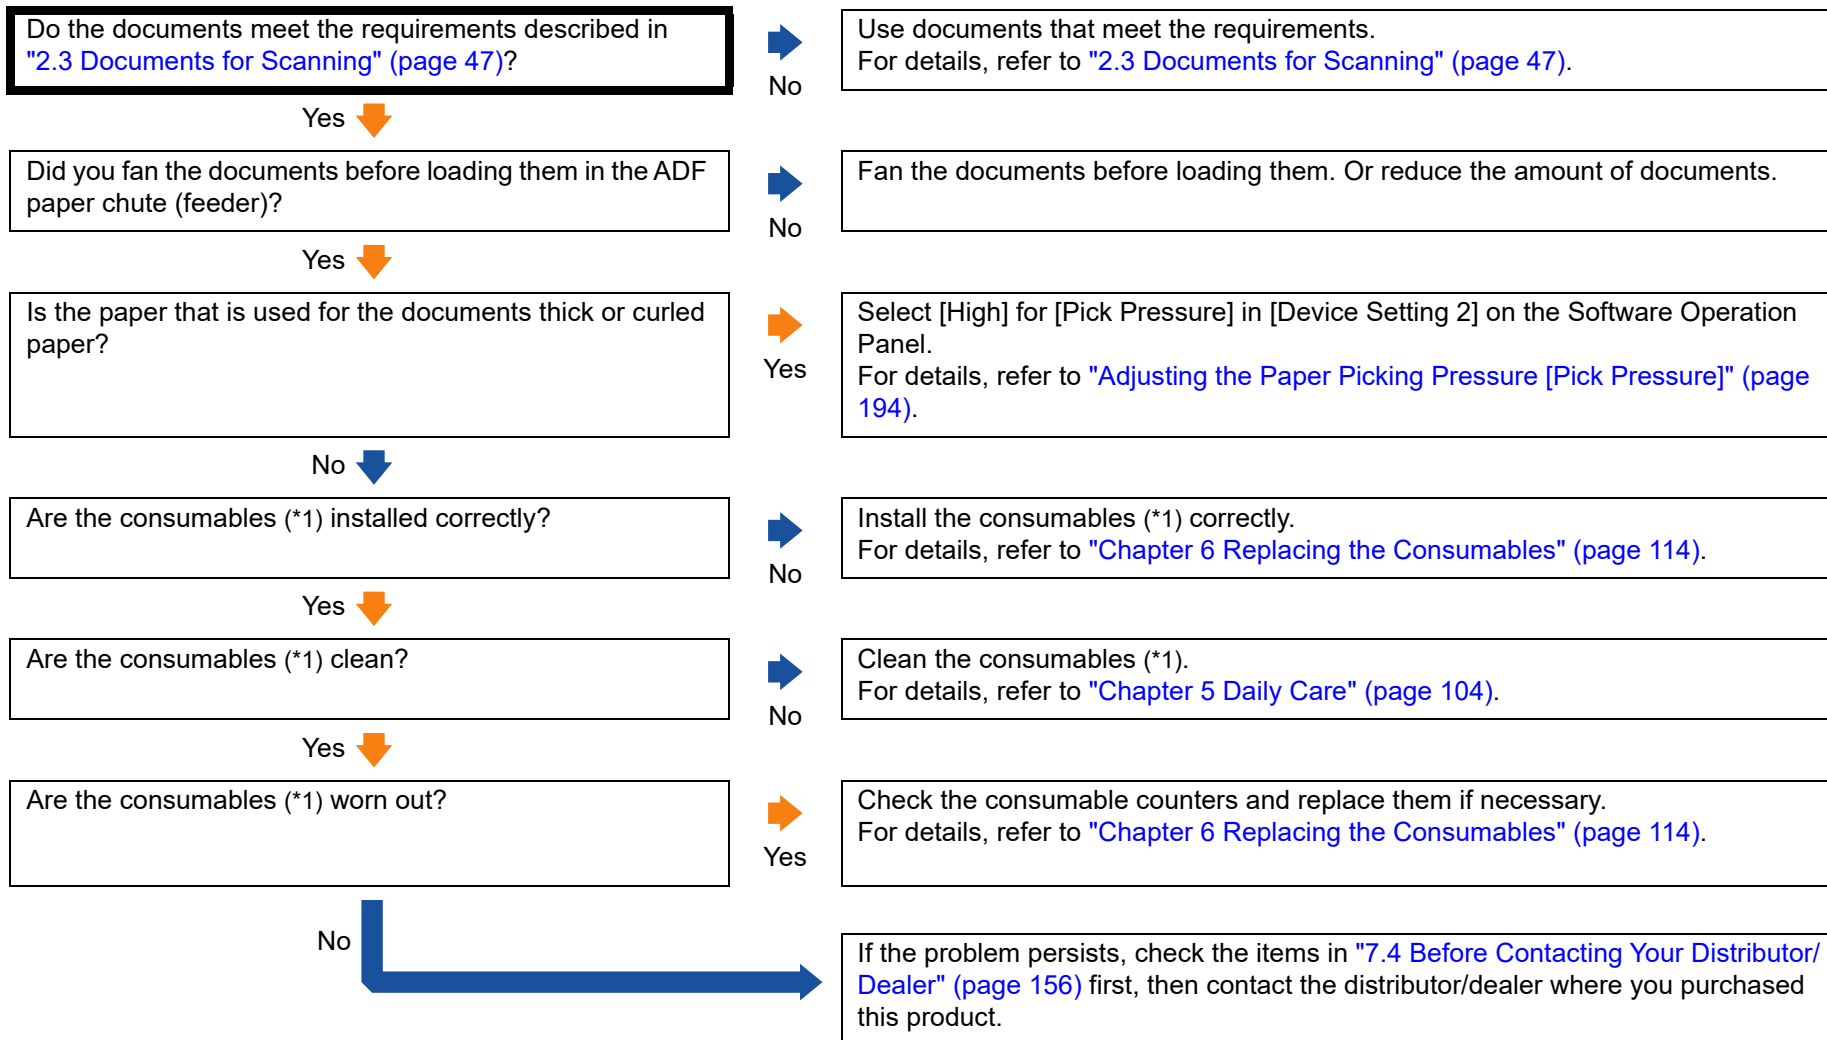 Do the documents meet the requirements described in
"2.3 Documents for Scanning" (page 47)?
No
Use documents that meet the requirements.
For details, refer to "2.3 Documents for Scanning" (page 47).
Yes
Did you fan the documents before loading them in the ADF
paper chute (feeder)?
No
Fan the documents before loading them. Or reduce the amount of documents.
Yes
Is the paper that is used for the documents thick or curled
paper?
Yes
Select [High] for [Pick Pressure] in [Device Setting 2] on the Software Operation
Panel.
For details, refer to "Adjusting the Paper Picking Pressure [Pick Pressure]" (page
194).
No
Are the consumables (*1) installed correctly?
No
Install the consumables (*1) correctly.
For details, refer to "Chapter 6 Replacing the Consumables" (page 114).
Yes
Are the consumables (*1) clean?
No
Clean the consumables (*1).
For details, refer to "Chapter 5 Daily Care" (page 104).
Yes
Are the consumables (*1) worn out?
Yes
Check the consumable counters and replace them if necessary.
For details, refer to "Chapter 6 Replacing the Consumables" (page 114).
No
If the problem persists, check the items in "7.4 Before Contacting Your Distributor/
Dealer" (page 156) first, then contact the distributor/dealer where you purchased
this product.